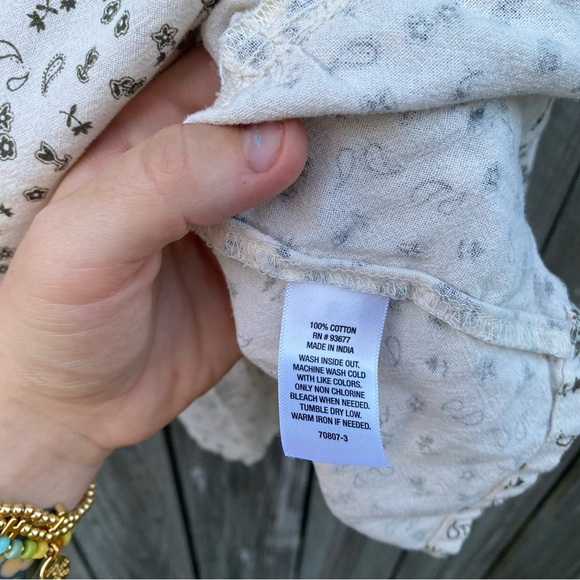 100% COTTON
RN # 93677
MADE IN INDIA
WASH INSIDE OUT.
MACHINE WASH COLD
WITH LIKE COLORS.
ONLY NON CHLORINE
BLEACH WHEN NEEDED.
TUMBLE DRY LOW.
WARM IRON IF NEEDED.
70807-3